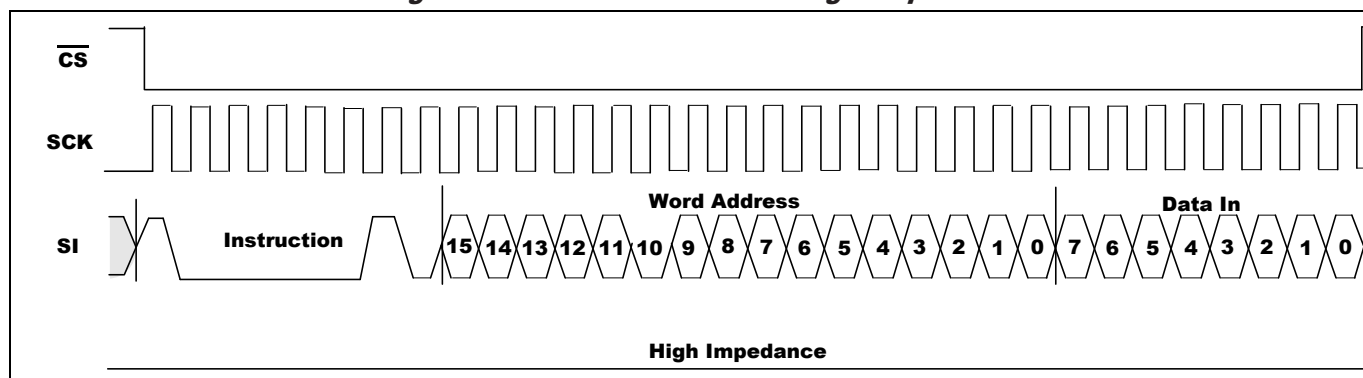 CS
SCK
Word Address
Data In
SI
Instruction
15 14 13 12 11 10 9 8 7 6 5 4 3 2 1 0 7 6 5 4 3 2 1 0
High Impedance